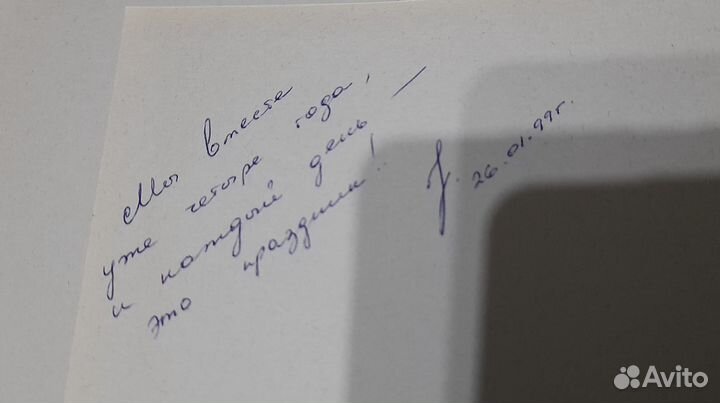 Мы вместе
уже четыре года,
и каждый день —
это праздник!
26.01.99г.
Avito